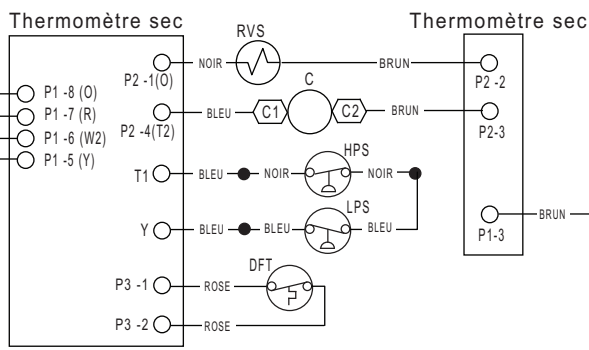 Thermomètre sec
Thermomètre sec
RVS
P2 -1(O)
NOIR
BRUN
P2 -2
P1 -8 (O)
P1 -7 (R)
P1 -6 (W2)
P1 -5 (Y)
C
P2 -4(T2)
BLEU
C1
C2
BRUN
P2-3
HPS
T1
BLEU
NOIR
NOIR
LPS
Y
BLEU
BLEU
BLEU
P1-3
BRUN
DFT
P3 -1
ROSE
P3 -2
ROSE